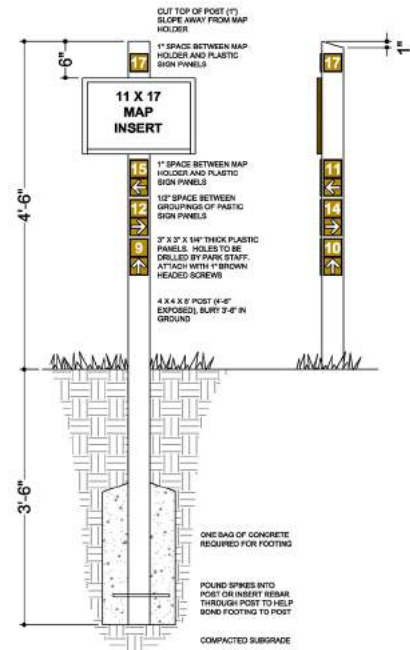 CUT TOP OF POST (1")
SLOPE AWAY FROM MAP
HOLDER
1" SPACE BETWEEN MAP
HOLDER AND PLASTIC
SIGN PANELS
17
17
6"
1"
11 X 17
MAP
INSERT
15
1" SPACE BETWEEN MAP
HOLDER AND PLASTIC
SIGN PANELS
11
12
1/2" SPACE BETWEEN
GROUPINGS OF PASTIC
SIGN PANELS
14
4'-6"
9
3" X 3" X 1/4" THICK PLASTIC
PANELS. HOLES TO BE
DRILLED BY PARK STAFF.
ATTACH WITH 1" BROWN
HEADED SCREWS
10
4 X 4 X 8' POST (4'-6"
EXPOSED), BURY 3'-6" IN
GROUND
3'-6"
ONE BAG OF CONCRETE
REQUIRED FOR FOOTING
POUND SPIKES INTO
POST OR INSERT REBAR
THROUGH POST TO HELP
BOND FOOTING TO POST
COMPACTED SUBGRADE